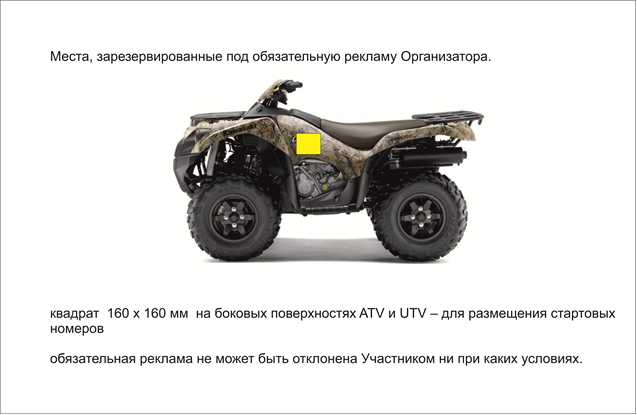 Места, зарезервированные под обязательную рекламу Организатора.
квадрат 160 х 160 мм на боковых поверхностях ATV и UTV – для размещения стартовых
номеров
обязательная реклама не может быть отклонена Участником ни при каких условиях.